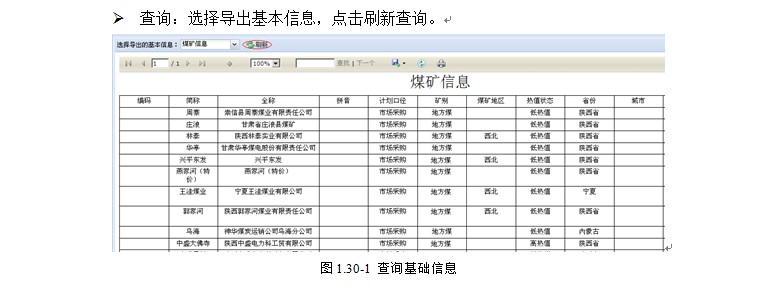 ➢ 查询：选择导出基本信息，点击刷新查询。
选择导出的基本信息： 煤矿信息 刷新
1 / 1 100% 查找 | 下一个
煤矿信息
编码 简称 全称 拼音 计划口径 矿别 煤矿地区 热值状态 省份 城市
周寨 崇信县周寨煤业有限责任公司 市场采购 地方煤 低热值 陕西省
庄浪 甘肃省庄浪县煤矿 市场采购 地方煤 低热值 陕西省
林泰 陕西林泰实业有限公司 市场采购 地方煤 西北 低热值 陕西省
华亭 甘肃华亭煤电股份有限责任公司 市场采购 地方煤 低热值 陕西省
兴平东发 兴平东发 市场采购 地方煤 西北 低热值 陕西省
燕家河（特价） 燕家河（特价） 市场采购 地方煤 低热值 陕西省
王洼煤业 宁夏王洼煤业有限公司 市场采购 地方煤 西北 低热值 宁夏
郭家河 陕西郭家河煤业有限责任公司 市场采购 地方煤 西北 低热值 陕西省
乌海 神华煤炭运销公司乌海分公司 市场采购 地方煤 低热值 内蒙古
中盛大佛寺 陕西中盛电力科工贸有限公司 市场采购 地方煤 高热值 陕西省
图 1.30-1 查询基础信息